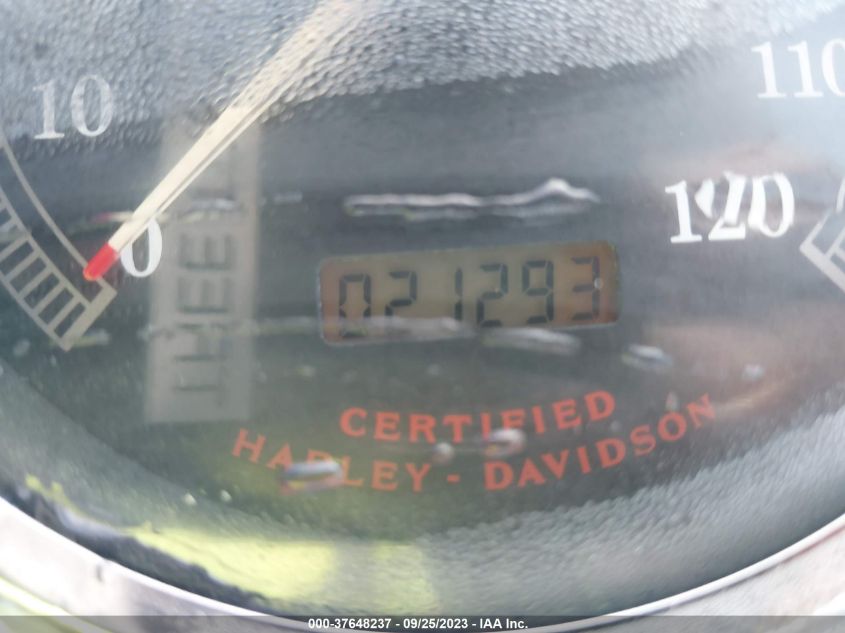 10
110
120
0
021293
CERTIFIED
HARLEY - DAVIDSON
000-37648237 - 09/25/2023 - IAA Inc.